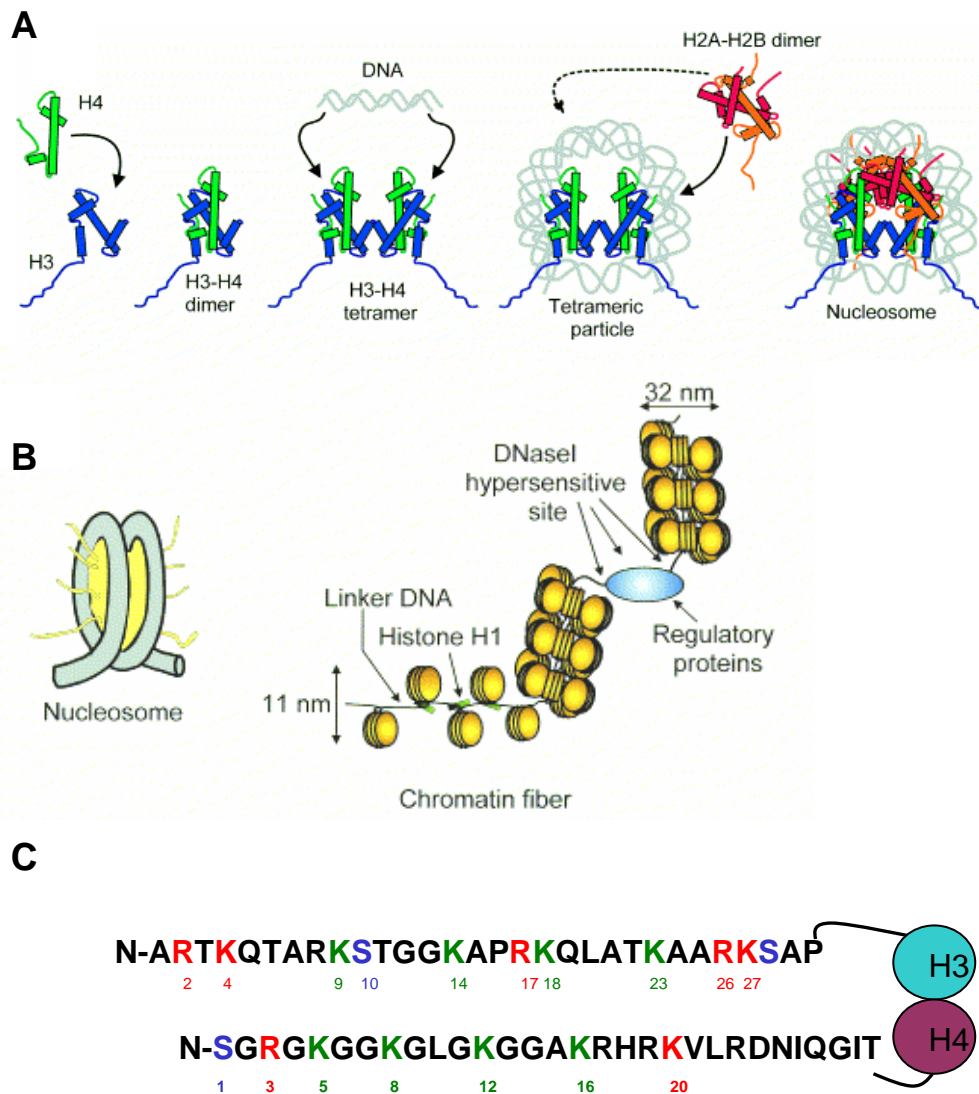 A
H2A-H2B dimer
DNA
H4
H3
H3-H4
dimer
H3-H4
tetramer
Tetrameric
particle
Nucleosome
B
32 nm
DNaseI
hypersensitive
site
Linker DNA
Histone H1
Regulatory
proteins
11 nm
Nucleosome
Chromatin fiber
C
N-ARTKQTARKSTGGKAPRKQLATKAARKSAP
H3
2 4 9 10 14 17 18 23 26 27
N-SGRGKGGKGLGKGGAKRHRKVLRDNIQGIT
H4
1 3 5 8 12 16 20